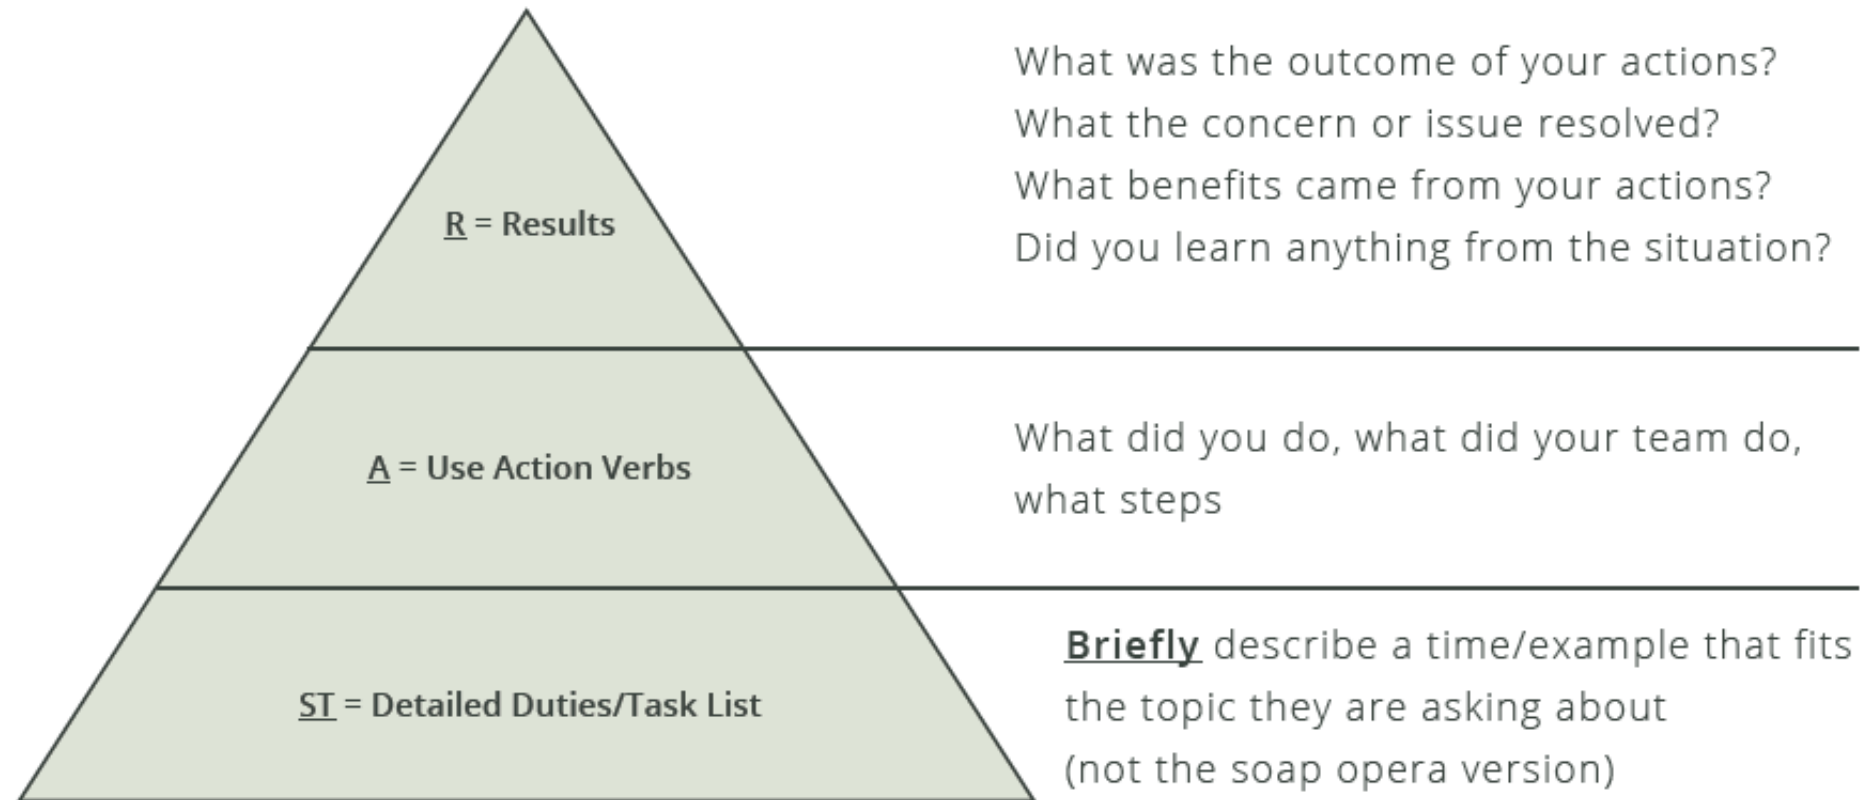 What was the outcome of your actions?
What the concern or issue resolved?
What benefits came from your actions?
Did you learn anything from the situation?
R = Results
What did you do, what did your team do,
what steps
A = Use Action Verbs
Briefly describe a time/example that fits
the topic they are asking about
(not the soap opera version)
ST = Detailed Duties/Task List